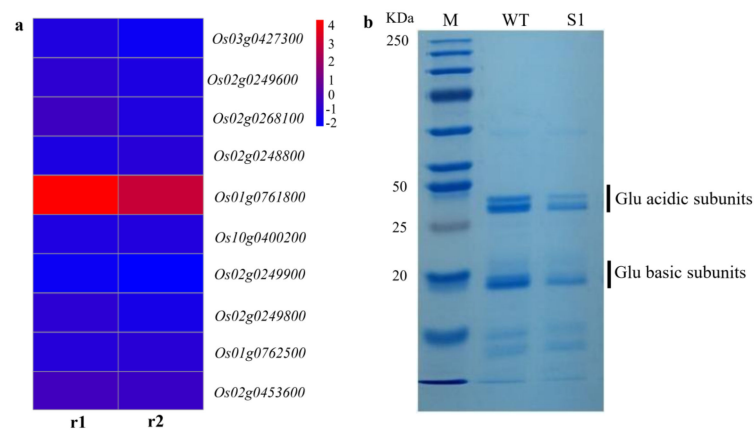 a
Os03g0427300
Os02g0249600
Os02g0268100
Os02g0248800
Os01g0761800
Os10g0400200
Os02g0249900
Os02g0249800
Os01g0762500
Os02g0453600
r1 r2
4
3
2
1
0
-1
-2
b
KDa M WT S1
250
50
25
20
Glu acidic subunits
Glu basic subunits